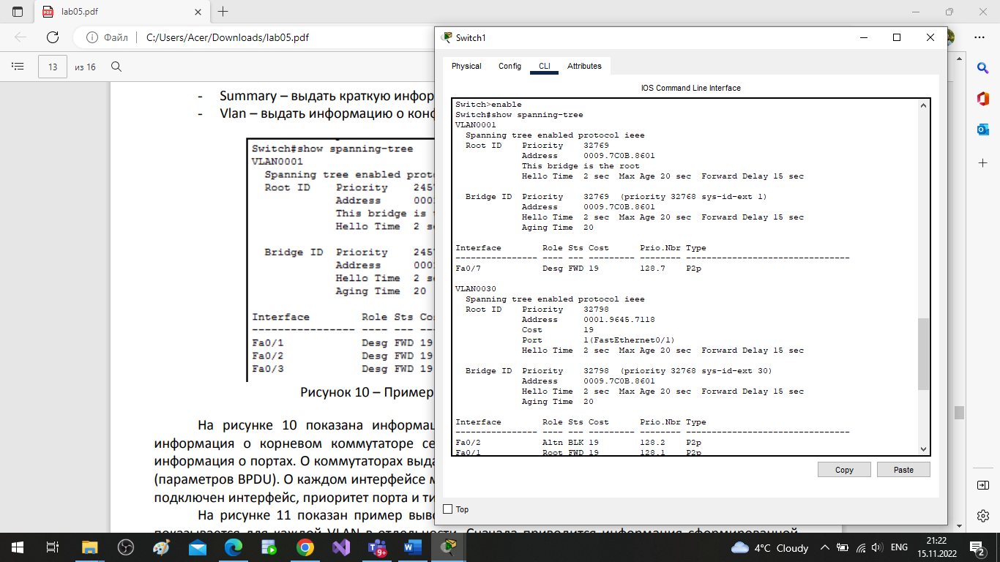 lab05.pdf
Файл
C:/Users/Acer/Downloads/lab05.pdf
13 из 16
- Summary – выдать краткую инфор
- Vlan – выдать информацию о кон
Switch#show spanning-tree
VLAN0001
Spanning tree enabled prot
Root ID Priority 245
Address 000
This bridge is
Hello Time 2 s
Bridge ID Priority 245
Address 000
Hello Time 2 s
Aging Time 20
Interface Role Sts Co
---------------- ---- --- --
Fa0/1 Desg FWD 19
Fa0/2 Desg FWD 19
Fa0/3 Desg FWD 19
Рисунок 10 – Пример
На рисунке 10 показана информац
информация о корневом коммутаторе се
информация о портах. О коммутаторах выда
(параметров BPDU). О каждом интерфейсе м
подключен интерфейс, приоритет порта и ти
На рисунке 11 показан пример выво
показывается для каждой VLAN в отдельности. Сначала приводится информация сформированной
Switch1
Physical Config CLI Attributes
IOS Command Line Interface
Switch>enable
Switch#show spanning-tree
VLAN0001
Spanning tree enabled protocol ieee
Root ID Priority 32769
Address 0009.7C0B.8601
This bridge is the root
Hello Time 2 sec Max Age 20 sec Forward Delay 15 sec
Bridge ID Priority 32769 (priority 32768 sys-id-ext 1)
Address 0009.7C0B.8601
Hello Time 2 sec Max Age 20 sec Forward Delay 15 sec
Aging Time 20
Interface Role Sts Cost Prio.Nbr Type
---------------- ---- --- --------- -------- --------------------------------
Fa0/7 Desg FWD 19 128.7 P2p
VLAN0030
Spanning tree enabled protocol ieee
Root ID Priority 32798
Address 0001.9645.7118
Cost 19
Port 1(FastEthernet0/1)
Hello Time 2 sec Max Age 20 sec Forward Delay 15 sec
Bridge ID Priority 32798 (priority 32768 sys-id-ext 30)
Address 0009.7C0B.8601
Hello Time 2 sec Max Age 20 sec Forward Delay 15 sec
Aging Time 20
Interface Role Sts Cost Prio.Nbr Type
---------------- ---- --- --------- -------- --------------------------------
Fa0/2 Altn BLK 19 128.2 P2p
Fa0/1 Root FWD 19 128.1 P2p
Copy Paste
Top
9+
4°C Cloudy
ENG
21:22
15.11.2022
2